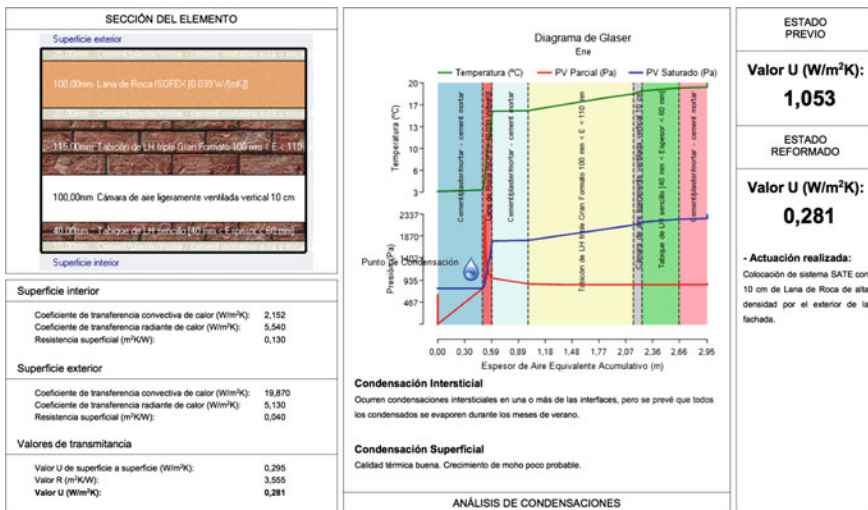 SECCIÓN DEL ELEMENTO
Superficie exterior
100,00mm Lana de Roca ISOFEX [0.039 W/[mK]]
115,00mm Tabicón de LH triple Gran Formato 100 mm < E < 110
100,00mm Cámara de aire ligeramente ventilada vertical 10 cm
40,00mm Tabique de LH sencillo [40 mm < Espesor < 60 mm]
Superficie interior
Superficie interior
Coeficiente de transferencia convectiva de calor (W/m²K): 2,152
Coeficiente de transferencia radiante de calor (W/m²K): 5,540
Resistencia superficial (m²K/W): 0,130
Superficie exterior
Coeficiente de transferencia convectiva de calor (W/m²K): 19,870
Coeficiente de transferencia radiante de calor (W/m²K): 5,130
Resistencia superficial (m²K/W): 0,040
Valores de transmitancia
Valor U de superficie a superficie (W/m²K): 0,295
Valor R (m²K/W): 3,555
Valor U (W/m²K): 0,281
Diagrama de Glaser
Ene
Temperatura (°C) PV Parcial (Pa) PV Saturado (Pa)
Temperatura (°C)
20
17
13
10
6
3
Presión (Pa)
2337
1870
1402
935
467
Punto de Condensación
Cement/plaster/mortar - cement mortar
Cement/plaster/mortar - cement mortar
Tabicón de LH triple Gran Formato 100 mm < E < 110 mm
Cámara de aire ligeramente ventilada vertical 10 cm
Tabique de LH sencillo [40 mm < Espesor < 60 mm]
Cement/plaster/mortar - cement mortar
0,00 0,30 0,59 0,89 1,18 1,48 1,77 2,07 2,36 2,66 2,95
Espesor de Aire Equivalente Acumulativo (m)
Condensación Intersticial
Ocurren condensaciones intersticiales en una o más de las interfaces, pero se prevé que todos
los condensados se evaporen durante los meses de verano.
Condensación Superficial
Calidad térmica buena. Crecimiento de moho poco probable.
ANÁLISIS DE CONDENSACIONES
ESTADO
PREVIO
Valor U (W/m²K):
1,053
ESTADO
REFORMADO
Valor U (W/m²K):
0,281
- Actuación realizada:
Colocación de sistema SATE con
10 cm de Lana de Roca de alta
densidad por el exterior de la
fachada.